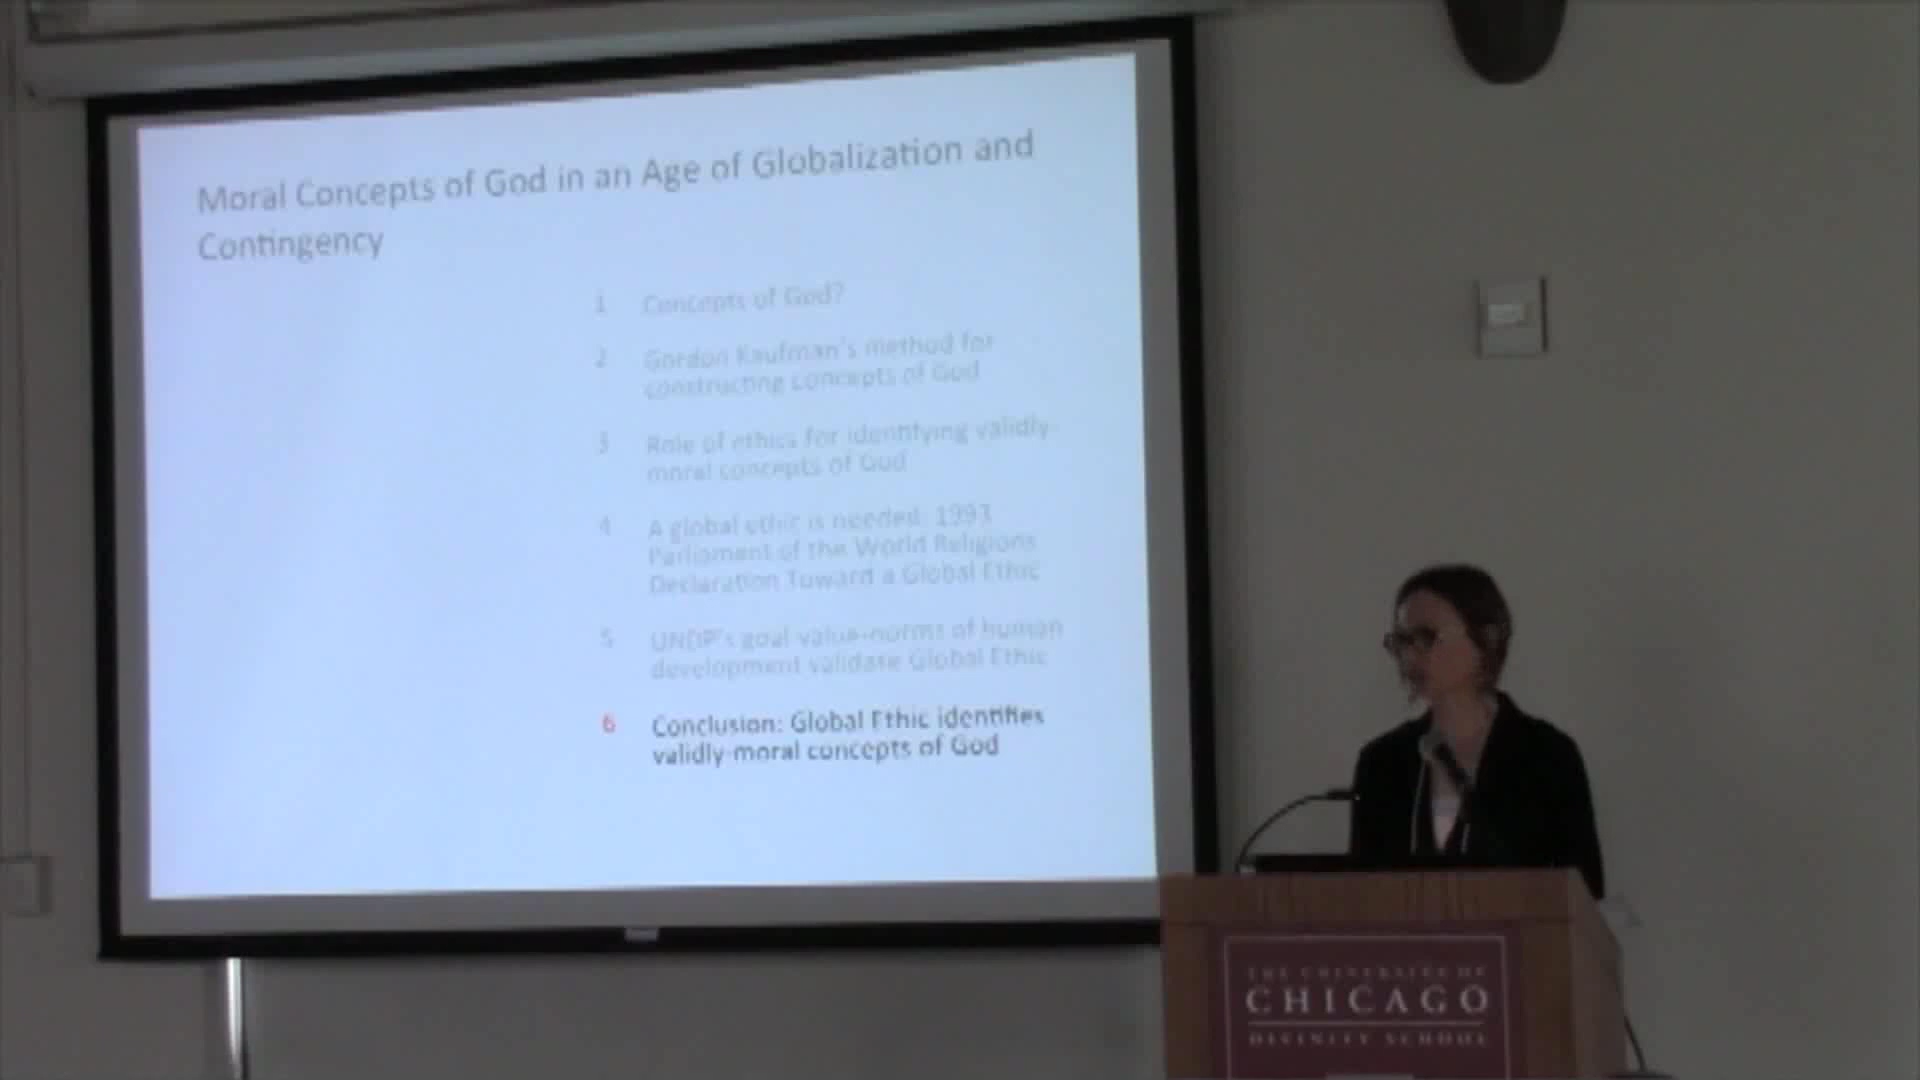 Moral Concepts of God in an Age of Globalization and
Contingency
1 Concepts of God?
2 Gordon Kaufman's method for
constructing concepts of God
3 Role of ethics for identifying validly-
moral concepts of God
4 A global ethic is needed: 1993
Parliament of the World Religions
Declaration Toward a Global Ethic
5 UNDP's goal value-norms of human
development validate Global Ethic
6 Conclusion: Global Ethic identifies
validly-moral concepts of God
THE UNIVERSITY OF
CHICAGO
DIVINITY SCHOOL